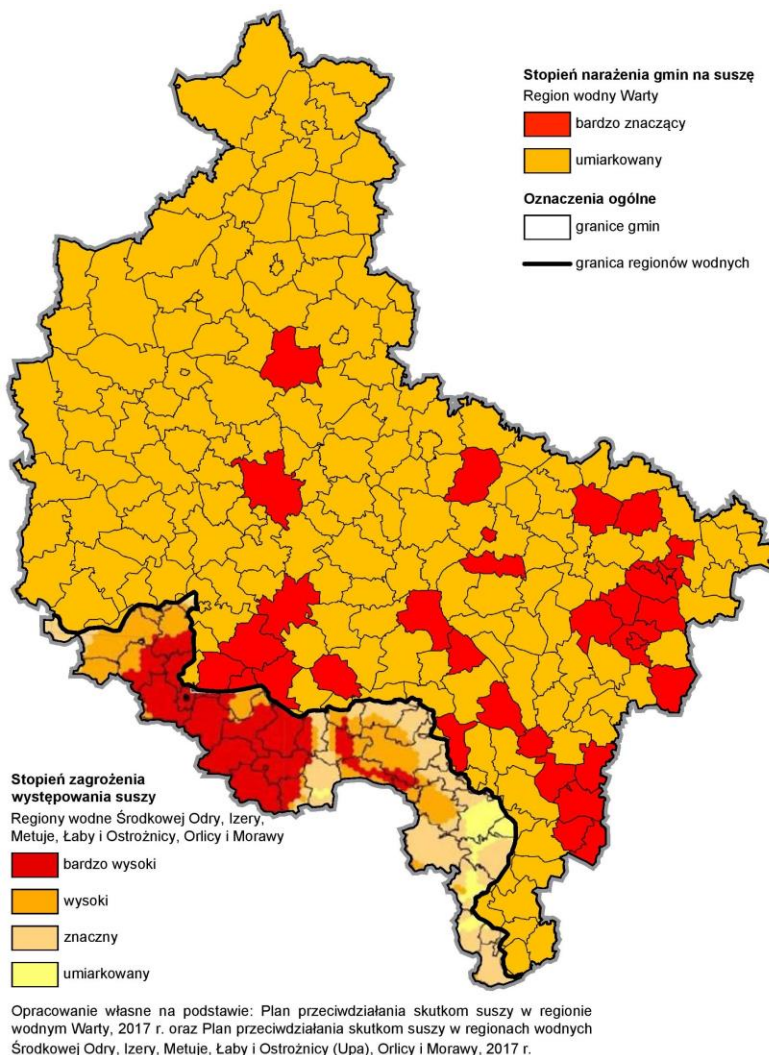 Stopień narażenia gmin na suszę
Region wodny Warty
bardzo znaczący
umiarkowany
Oznaczenia ogólne
granice gmin
granica regionów wodnych
Stopień zagrożenia
występowania suszy
Regiony wodne Środkowej Odry, Izery,
Metuje, Łaby i Ostrożnicy, Orlicy i Morawy
bardzo wysoki
wysoki
znaczny
umiarkowany
Opracowanie własne na podstawie: Plan przeciwdziałania skutkom suszy w regionie
wodnym Warty, 2017 r. oraz Plan przeciwdziałania skutkom suszy w regionach wodnych
Środkowej Odry, Izery, Metuje, Łaby i Ostrożnicy (Upa), Orlicy i Morawy, 2017 r.